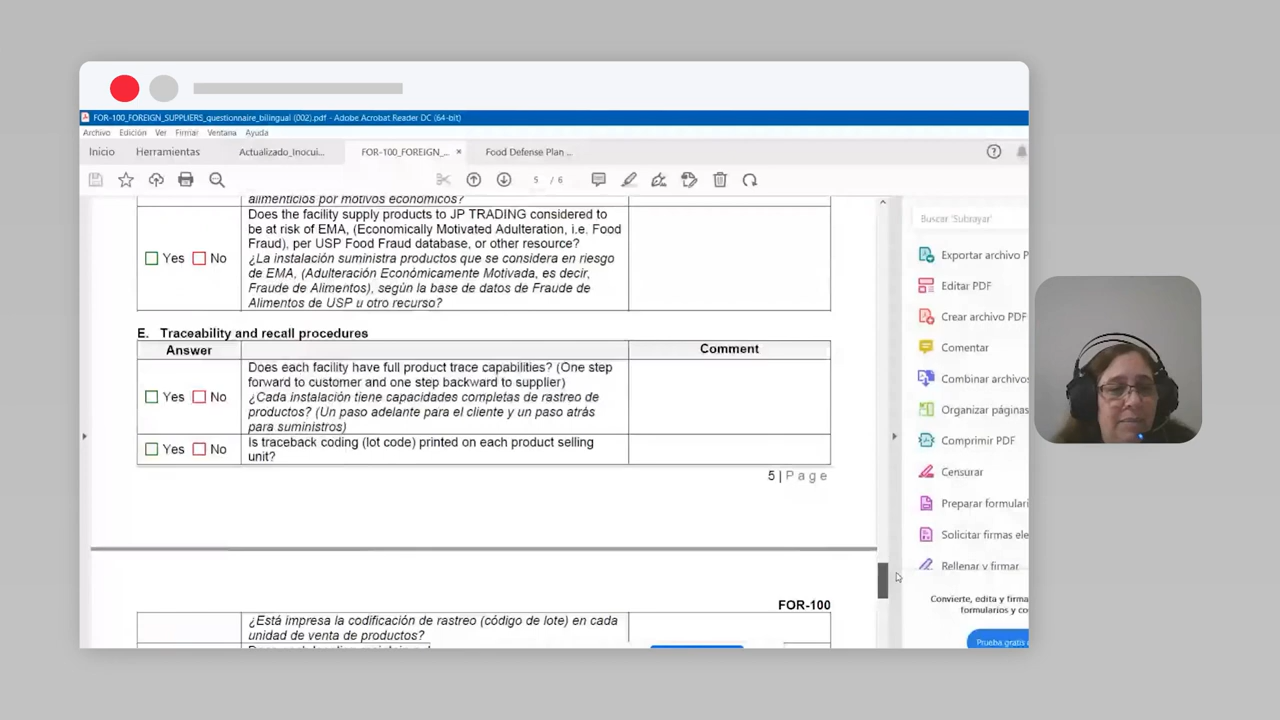 FOR-100_FOREIGN_SUPPLIERS_questionnaire_bilingual (002).pdf - Adobe Acrobat Reader DC (64-bit)
Archivo Edición Ver Firmar Ventana Ayuda
Inicio Herramientas Actualizado_Inocui... FOR-100_FOREIGN_... × Food Defense Plan ...
5 / 6
alimenticios por motivos económicos?
Does the facility supply products to JP TRADING considered to
be at risk of EMA, (Economically Motivated Adulteration, i.e. Food
Fraud), per USP Food Fraud database, or other resource?
Yes No
¿La instalación suministra productos que se considera en riesgo
de EMA, (Adulteración Económicamente Motivada, es decir,
Fraude de Alimentos), según la base de datos de Fraude de
Alimentos de USP u otro recurso?
E. Traceability and recall procedures
Answer Comment
Does each facility have full product trace capabilities? (One step
forward to customer and one step backward to supplier)
Yes No
¿Cada instalación tiene capacidades completas de rastreo de
productos? (Un paso adelante para el cliente y un paso atrás
para suministros)
Yes No
Is traceback coding (lot code) printed on each product selling
unit?
5 | Page
FOR-100
¿Está impresa la codificación de rastreo (código de lote) en cada
unidad de venta de productos?
Buscar 'Subrayar'
Exportar archivo P
Editar PDF
Crear archivo PDF
Comentar
Combinar archivos
Organizar páginas
Comprimir PDF
Censurar
Preparar formulari
Solicitar firmas ele
Rellenar y firmar
Convierte, edita y firma
formularios y co
Prueba gratis